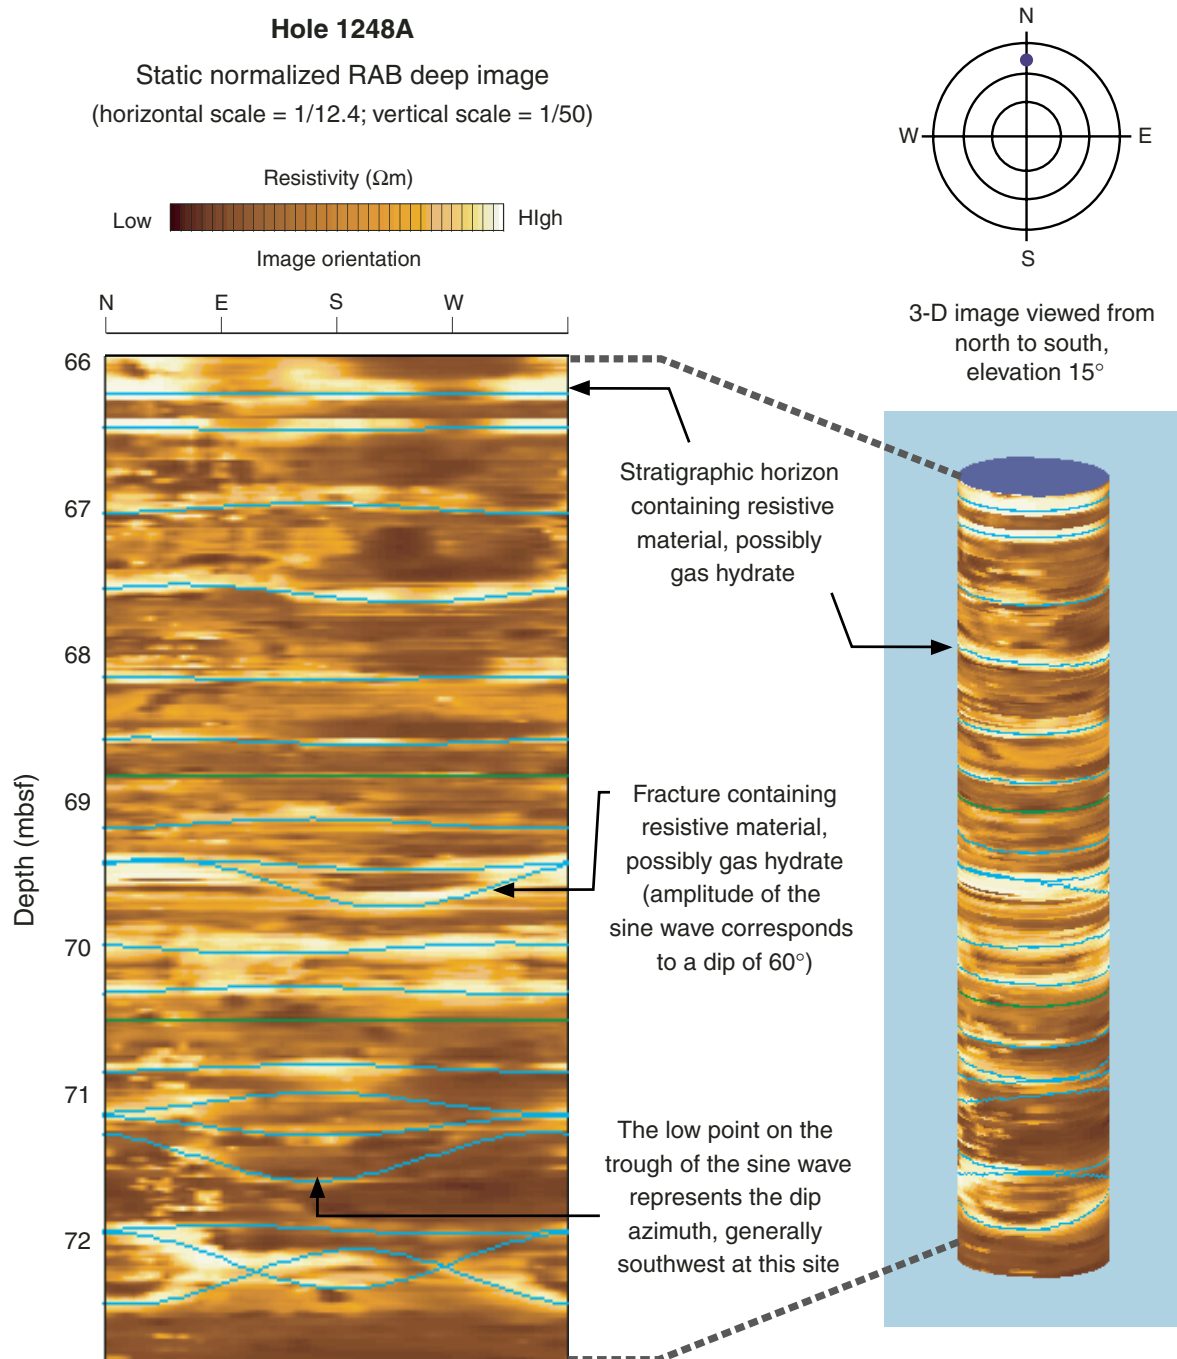 Hole 1248A
Static normalized RAB deep image
(horizontal scale = 1/12.4; vertical scale = 1/50)
Resistivity (Ωm)
Low
HIgh
Image orientation
N
E
S
W
N
W
E
S
3-D image viewed from
north to south,
elevation 15°
Depth (mbsf)
66
67
68
69
70
71
72
Stratigraphic horizon
containing resistive
material, possibly
gas hydrate
Fracture containing
resistive material,
possibly gas hydrate
(amplitude of the
sine wave corresponds
to a dip of 60°)
The low point on the
trough of the sine wave
represents the dip
azimuth, generally
southwest at this site